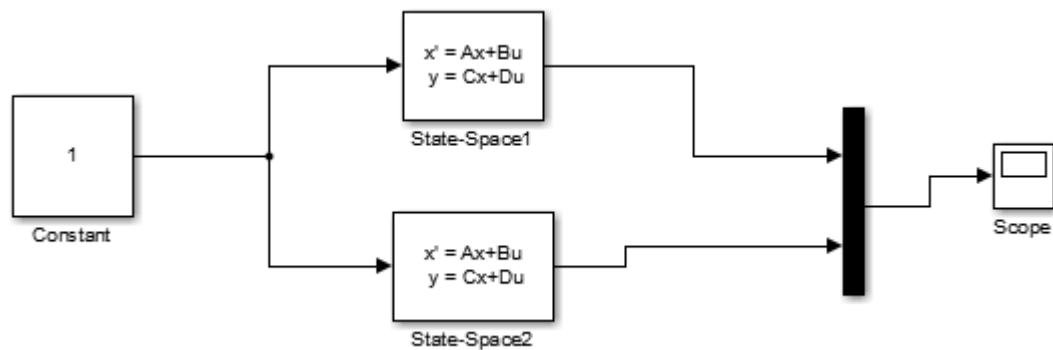 x' = Ax+Bu
y = Cx+Du
State-Space1
1
Constant
x' = Ax+Bu
y = Cx+Du
State-Space2
Scope